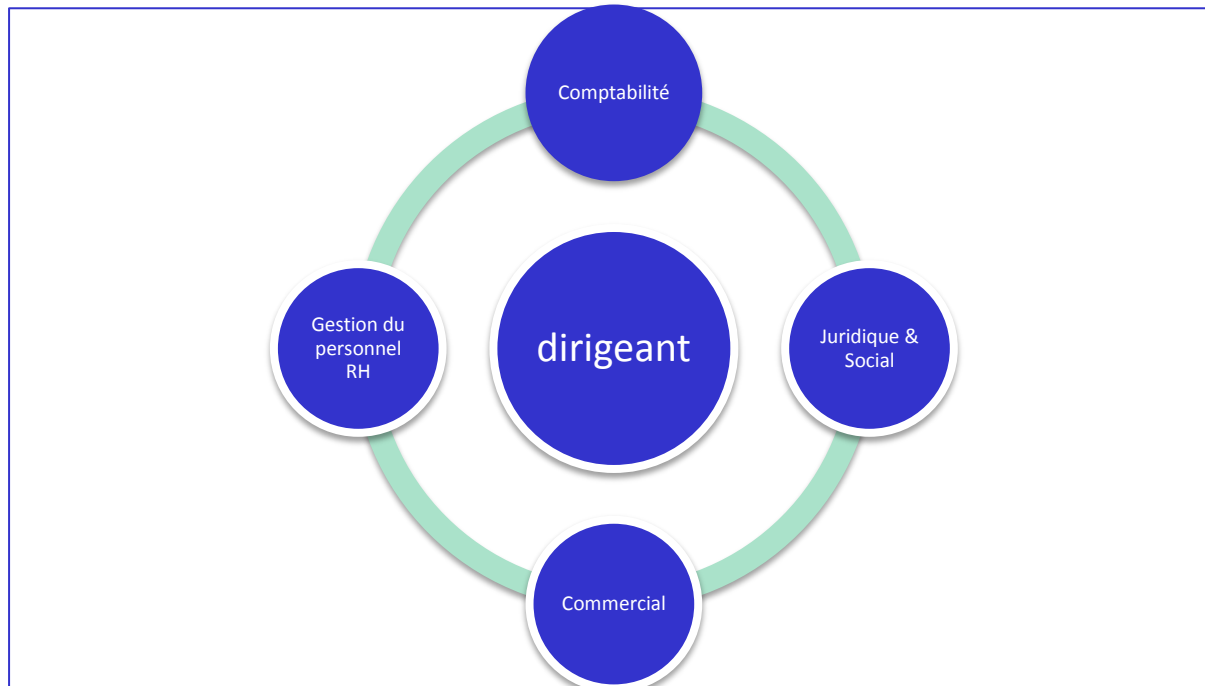 Comptabilité
Gestion du
personnel
RH
dirigeant
Juridique &
Social
Commercial